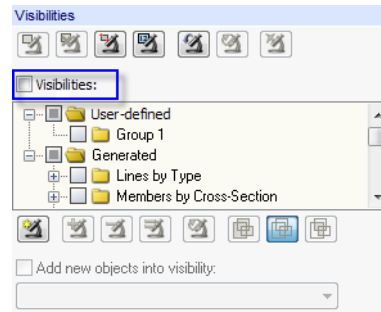 Visibilities
Visibilities:
User-defined
Group 1
Generated
Lines by Type
Members by Cross-Section
Add new objects into visibility: